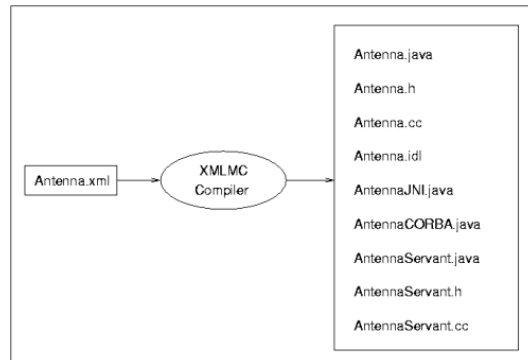 Antenna.xml
XMLMC
Compiler
Antenna.java
Antenna.h
Antenna.cc
Antenna.idl
AntennaJNI.java
AntennaCORBA.java
AntennaServant.java
AntennaServant.h
AntennaServant.cc